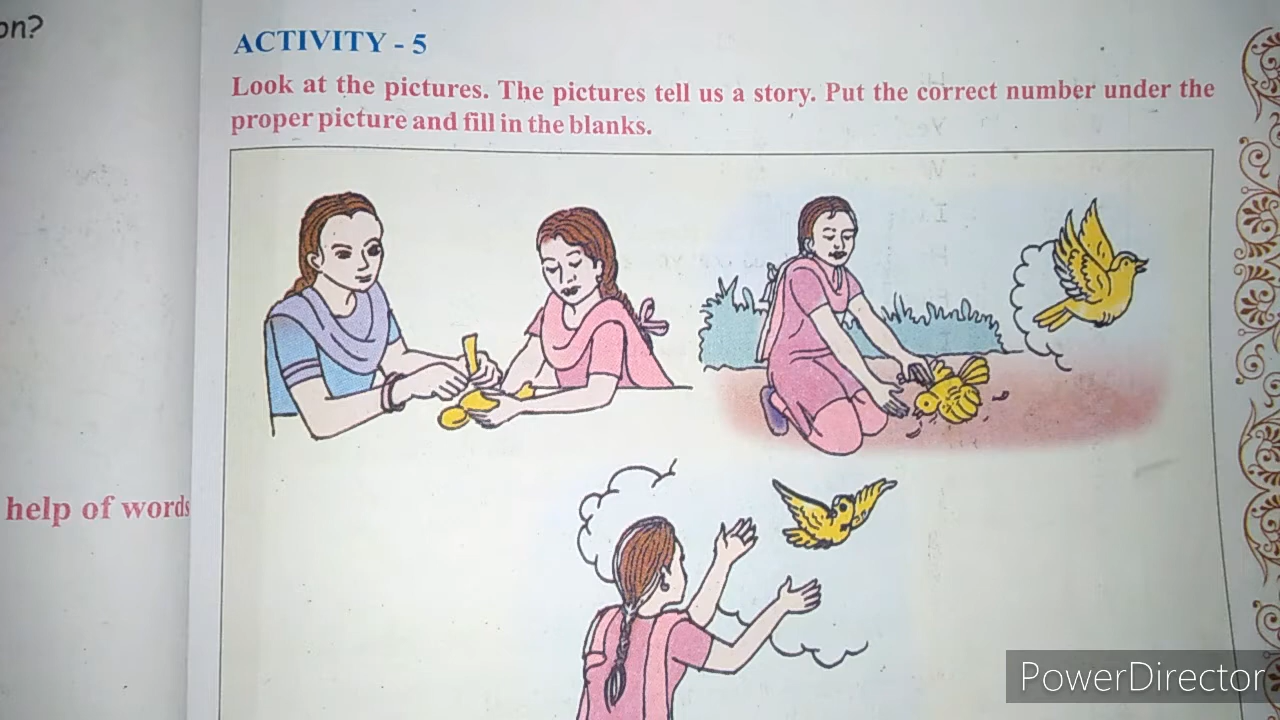 on?
ACTIVITY - 5
Look at the pictures. The pictures tell us a story. Put the correct number under the
proper picture and fill in the blanks.
help of words
PowerDirector